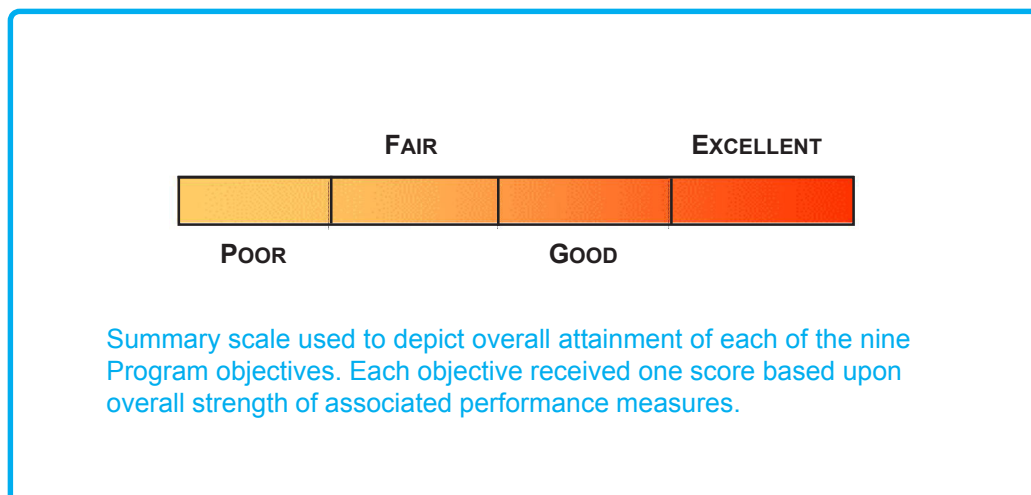 FAIR EXCELLENT
POOR GOOD
Summary scale used to depict overall attainment of each of the nine
Program objectives. Each objective received one score based upon
overall strength of associated performance measures.